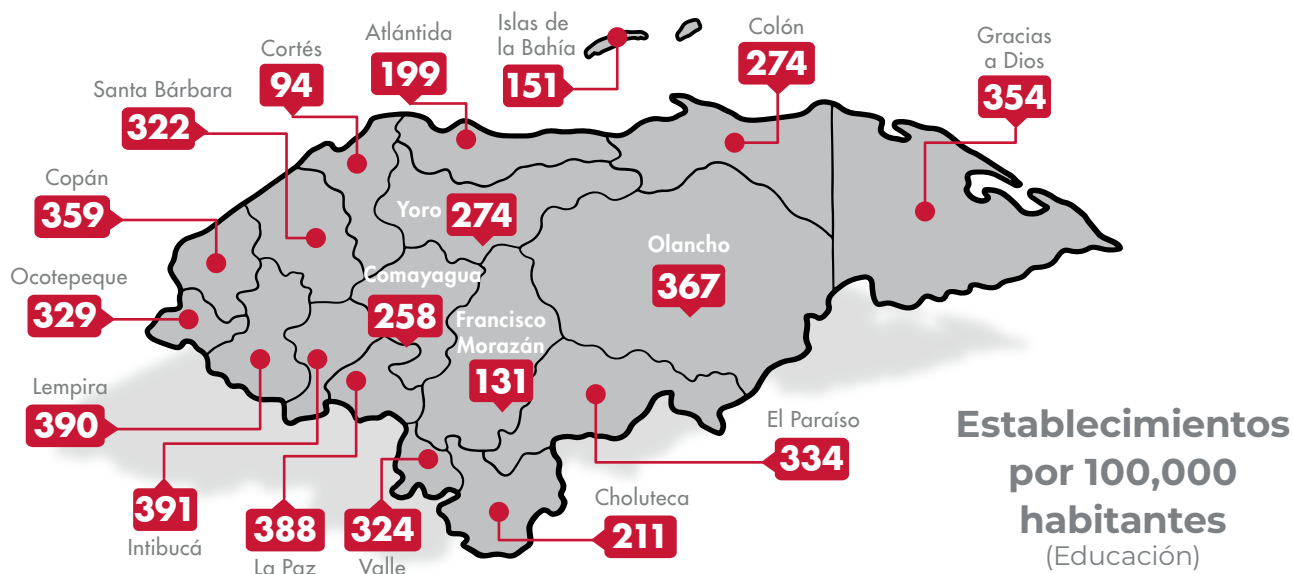 Islas de
la Bahía
151
Atlántida
199
Colón
274
Gracias
a Dios
354
Cortés
94
Santa Bárbara
322
Copán
359
Yoro 274
Olancho
367
Ocotepeque
329
Comayagua
258
Francisco
Morazán
131
Lempira
390
El Paraíso
334
391
Intibucá
388
La Paz
324
Valle
Choluteca
211
Establecimientos
por 100,000
habitantes
(Educación)